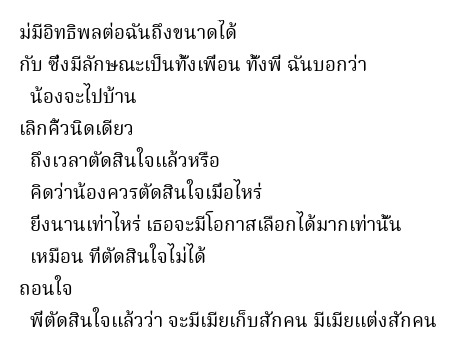 ม่มีอิทธิพลต่อฉันถึงขนาดได้
กับ ซึ่งมีลักษณะเป็นทั้งเพื่อน ทั้งพี่ ฉันบอกว่า
น้องจะไปบ้าน
เลิกคิ้วนิดเดียว
ถึงเวลาตัดสินใจแล้วหรือ
คิดว่าน้องควรตัดสินใจเมื่อไหร่
ยิ่งนานเท่าไหร่ เธอจะมีโอกาสเลือกได้มากเท่านั้น
เหมือน ที่ตัดสินใจไม่ได้
ถอนใจ
พี่ตัดสินใจแล้วว่า จะมีเมียเก็บสักคน มีเมียแต่งสักคน